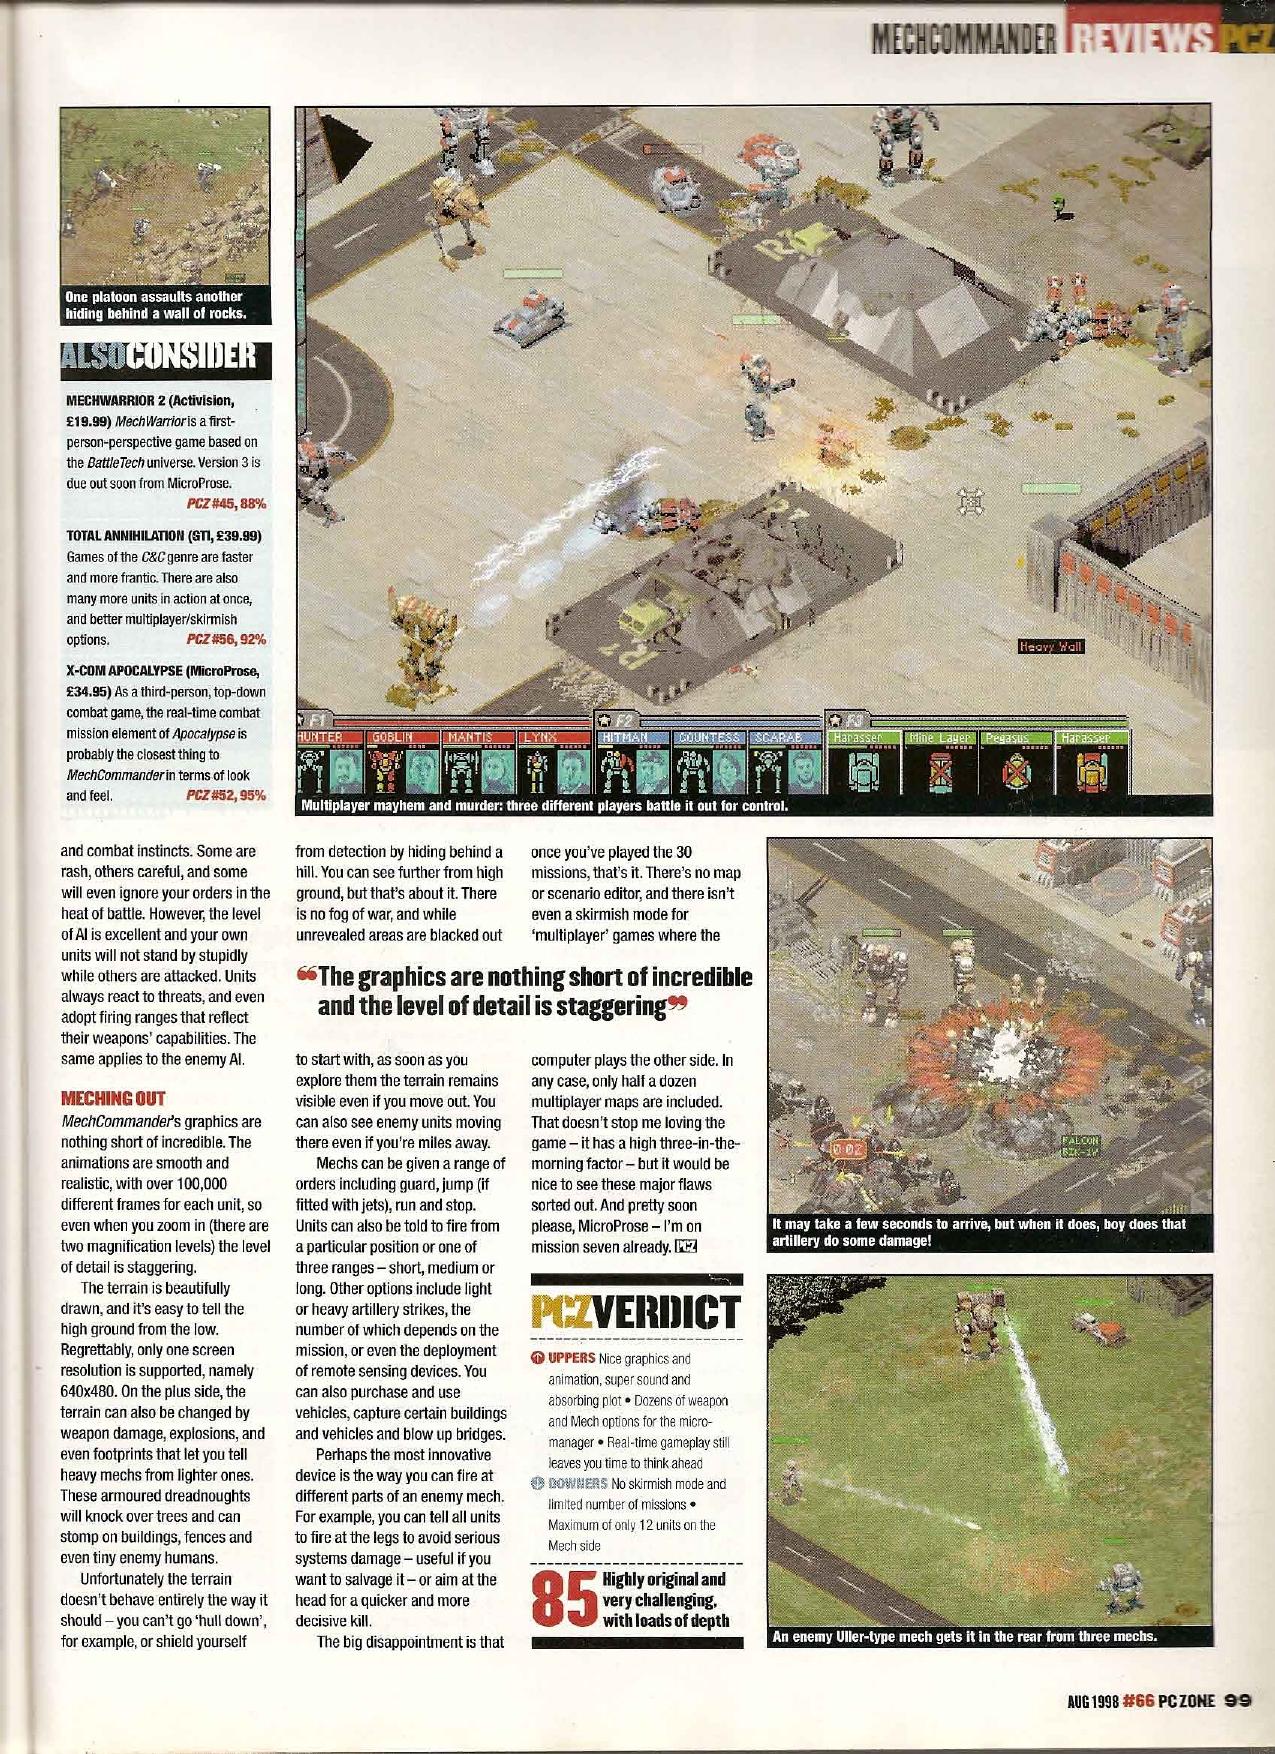 MECHCOMMANDER REVIEWS PCZ
One platoon assaults another
hiding behind a wall of rocks.
ALSOCONSIDER
MECHWARRIOR 2 (Activision,
£19.99) MechWarrior is a first-
person-perspective game based on
the BattleTech universe. Version 3 is
due out soon from MicroProse.
PCZ #45, 88%
TOTAL ANNIHILATION (STI, £39.99)
Games of the C&C genre are faster
and more frantic. There are also
many more units in action at once,
and better multiplayer/skirmish
options. PCZ #56, 92%
X-COM APOCALYPSE (MicroProse,
£34.95) As a third-person, top-down
combat game, the real-time combat
mission element of Apocalypse is
probably the closest thing to
MechCommander in terms of look
and feel. PCZ #52, 95%
Heavy Wall
F1 F2 F3
HUNTER GOBLIN MANTIS LYNX HITMAN COUNTESS SCARAB Harasser Mine Layer Pegasus Harasser
Multiplayer mayhem and murder: three different players battle it out for control.
and combat instincts. Some are
rash, others careful, and some
will even ignore your orders in the
heat of battle. However, the level
of AI is excellent and your own
units will not stand by stupidly
while others are attacked. Units
always react to threats, and even
adopt firing ranges that reflect
their weapons' capabilities. The
same applies to the enemy AI.
MECHING OUT
MechCommander's graphics are
nothing short of incredible. The
animations are smooth and
realistic, with over 100,000
different frames for each unit, so
even when you zoom in (there are
two magnification levels) the level
of detail is staggering.
The terrain is beautifully
drawn, and it's easy to tell the
high ground from the low.
Regrettably, only one screen
resolution is supported, namely
640x480. On the plus side, the
terrain can also be changed by
weapon damage, explosions, and
even footprints that let you tell
heavy mechs from lighter ones.
These armoured dreadnoughts
will knock over trees and can
stomp on buildings, fences and
even tiny enemy humans.
Unfortunately the terrain
doesn't behave entirely the way it
should – you can't go 'hull down',
for example, or shield yourself
from detection by hiding behind a
hill. You can see further from high
ground, but that's about it. There
is no fog of war, and while
unrevealed areas are blacked out
“The graphics are nothing short of incredible
and the level of detail is staggering”
to start with, as soon as you
explore them the terrain remains
visible even if you move out. You
can also see enemy units moving
there even if you're miles away.
Mechs can be given a range of
orders including guard, jump (if
fitted with jets), run and stop.
Units can also be told to fire from
a particular position or one of
three ranges – short, medium or
long. Other options include light
or heavy artillery strikes, the
number of which depends on the
mission, or even the deployment
of remote sensing devices. You
can also purchase and use
vehicles, capture certain buildings
and vehicles and blow up bridges.
Perhaps the most innovative
device is the way you can fire at
different parts of an enemy mech.
For example, you can tell all units
to fire at the legs to avoid serious
systems damage – useful if you
want to salvage it – or aim at the
head for a quicker and more
decisive kill.
The big disappointment is that
once you've played the 30
missions, that's it. There's no map
or scenario editor, and there isn't
even a skirmish mode for
'multiplayer' games where the
computer plays the other side. In
any case, only half a dozen
multiplayer maps are included.
That doesn't stop me loving the
game – it has a high three-in-the-
morning factor – but it would be
nice to see these major flaws
sorted out. And pretty soon
please, MicroProse – I'm on
mission seven already. PCZ
PCZVERDICT
UPPERS Nice graphics and
animation, super sound and
absorbing plot • Dozens of weapon
and Mech options for the micro-
manager • Real-time gameplay still
leaves you time to think ahead
DOWNERS No skirmish mode and
limited number of missions •
Maximum of only 12 units on the
Mech side
85 Highly original and
very challenging,
with loads of depth
0:02
FALCON
It may take a few seconds to arrive, but when it does, boy does that
artillery do some damage!
An enemy Uller-type mech gets it in the rear from three mechs.
AUG 1998 #66 PC ZONE 99